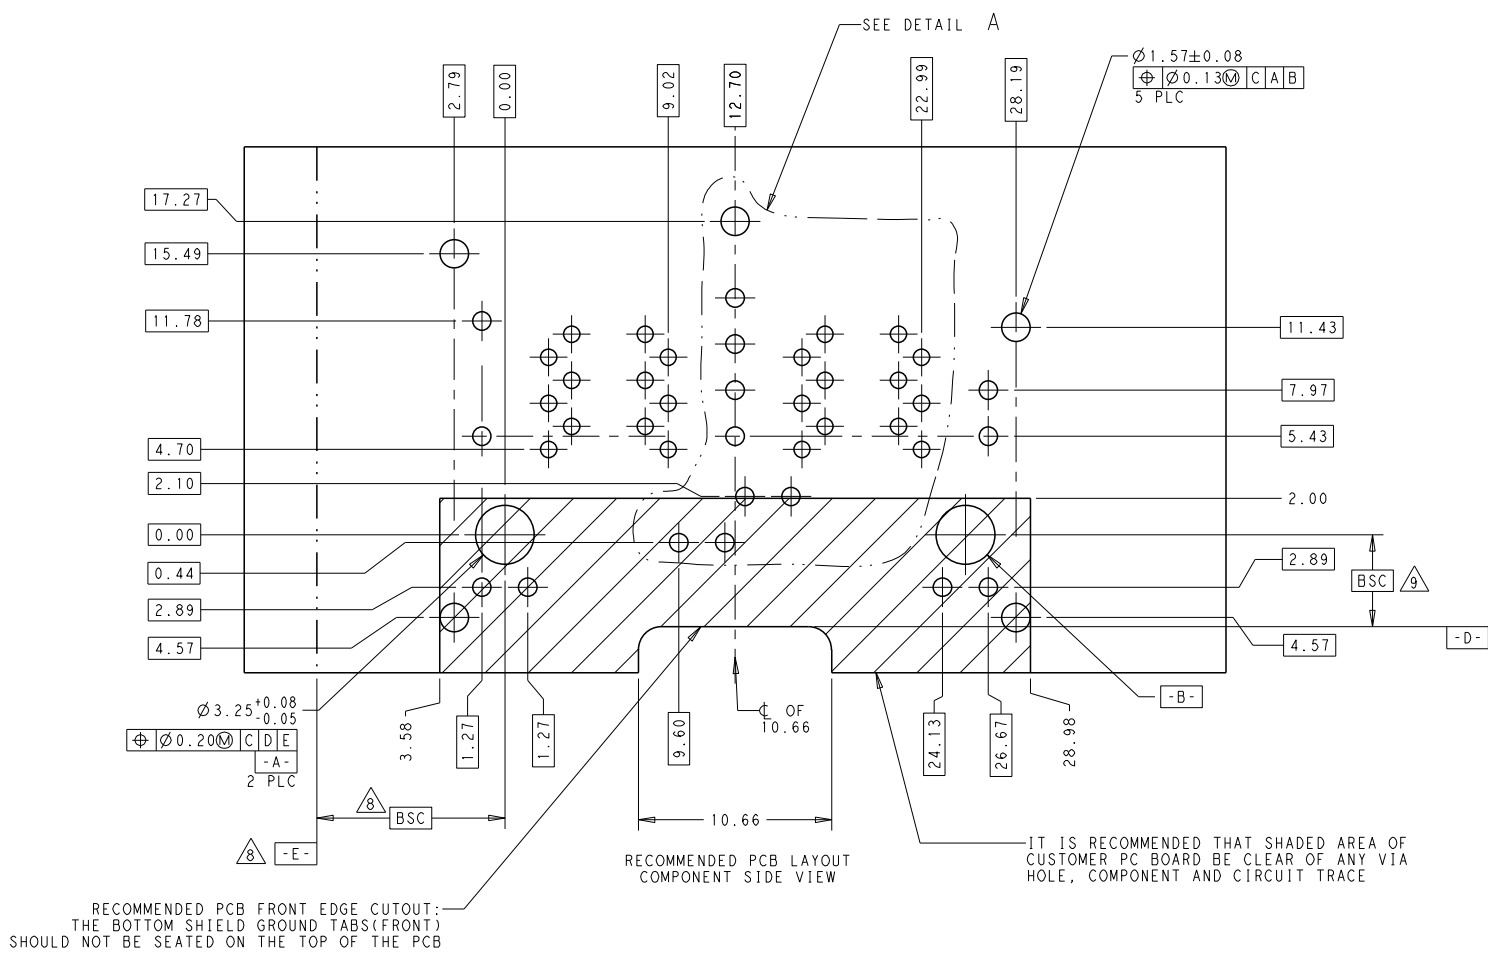 SEE DETAIL A
Ø1.57±0.08
⌖ Ø0.13Ⓜ C A B
5 PLC
2.79
0.00
9.02
12.70
22.99
28.19
17.27
15.49
11.78
4.70
2.10
0.00
0.44
2.89
4.57
11.43
7.97
5.43
2.00
2.89
BSC 9
4.57
-D-
-B-
Ø3.25 +0.08
-0.05
⌖ Ø0.20Ⓜ C D E
-A-
2 PLC
3.58
1.27
1.27
9.60
℄ OF
10.66
24.13
26.67
28.98
8 BSC
8 -E-
10.66
RECOMMENDED PCB LAYOUT
COMPONENT SIDE VIEW
IT IS RECOMMENDED THAT SHADED AREA OF
CUSTOMER PC BOARD BE CLEAR OF ANY VIA
HOLE, COMPONENT AND CIRCUIT TRACE
RECOMMENDED PCB FRONT EDGE CUTOUT:
THE BOTTOM SHIELD GROUND TABS(FRONT)
SHOULD NOT BE SEATED ON THE TOP OF THE PCB